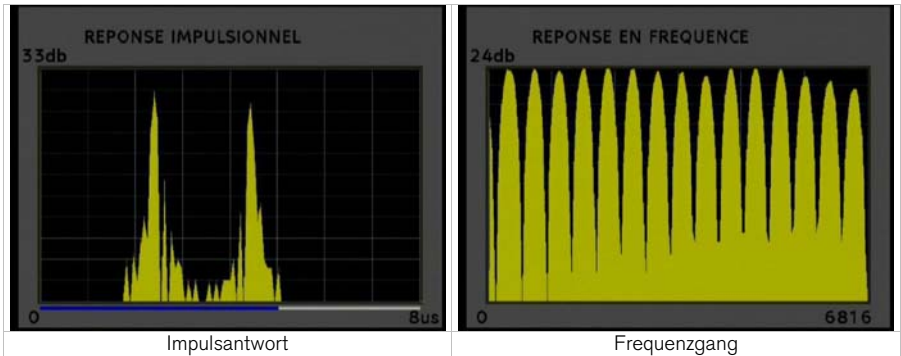 REPONSE IMPULSIONNEL
33db
0
8us
Impulsantwort
REPONSE EN FREQUENCE
24db
0
6816
Frequenzgang